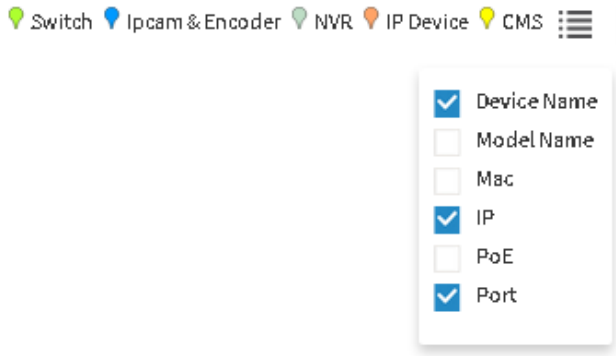 Switch Ipcam & Encoder NVR IP Device CMS
Device Name
Model Name
Mac
IP
PoE
Port